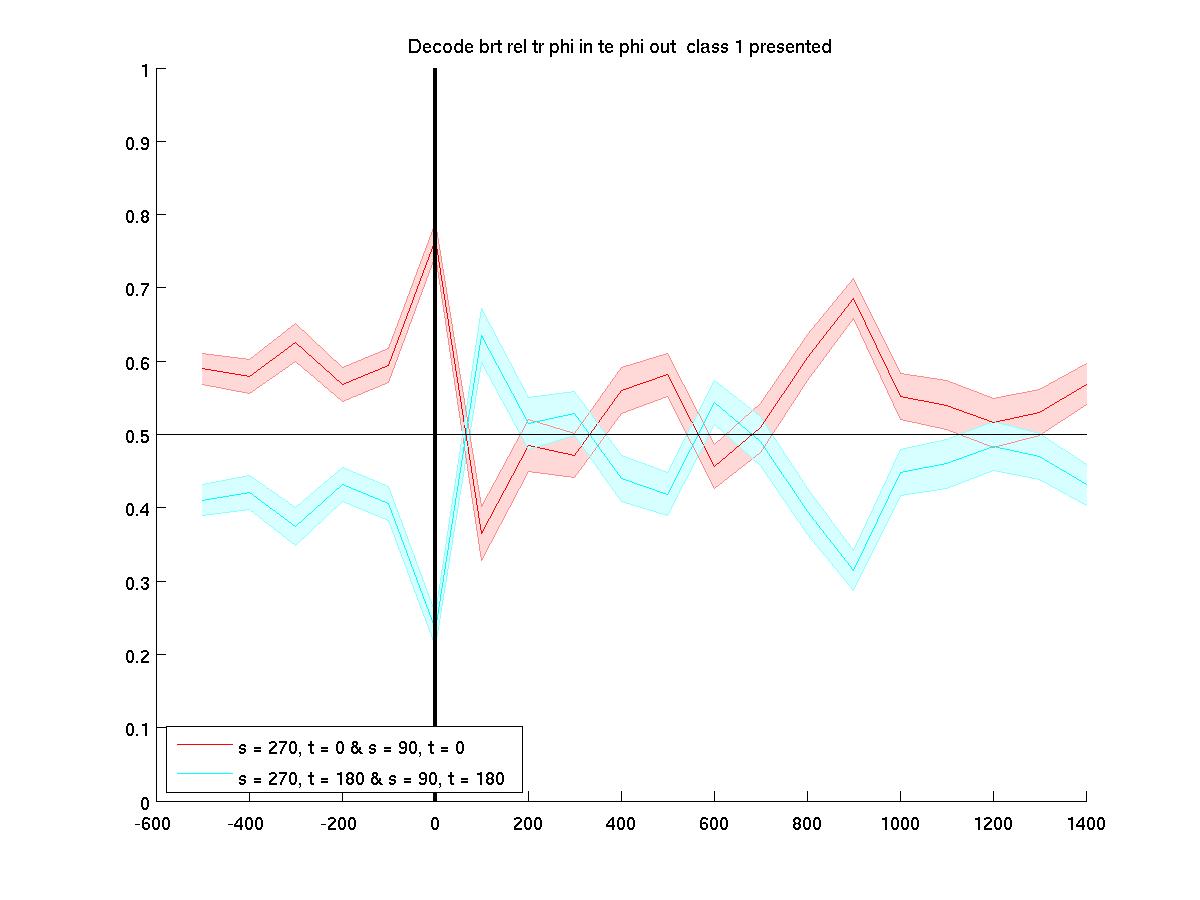 Decode brt rel tr phi in te phi out  class 1 presented
1
0.9
0.8
0.7
0.6
0.5
0.4
0.3
0.2
0.1
0
s = 270, t = 0 & s = 90, t = 0
s = 270, t = 180 & s = 90, t = 180
-600 -400 -200 0 200 400 600 800 1000 1200 1400